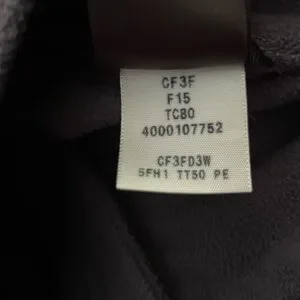 CF3F
F15
TC80
4000107752
CF3FD3W
SFH1 TT50 PE